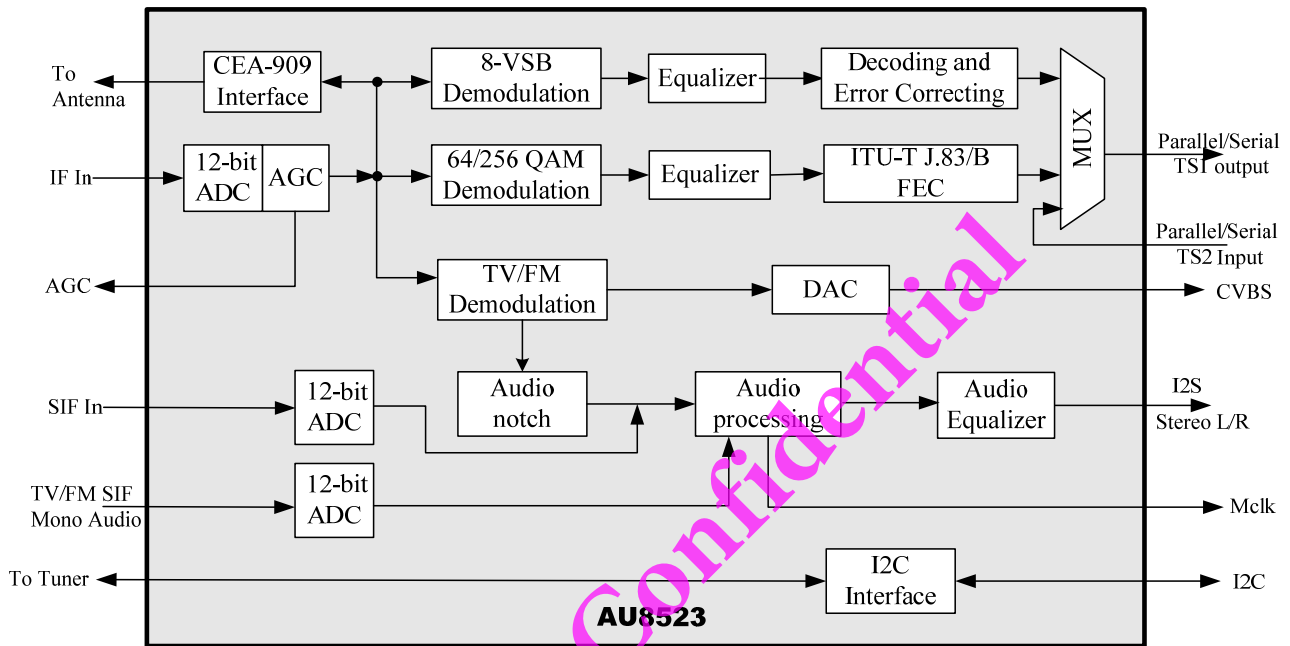 To
Antenna
CEA-909
Interface
8-VSB
Demodulation
Equalizer
Decoding and
Error Correcting
MUX
IF In
12-bit
ADC
AGC
64/256 QAM
Demodulation
Equalizer
ITU-T J.83/B
FEC
Parallel/Serial
TS1 output
Parallel/Serial
TS2 Input
AGC
TV/FM
Demodulation
DAC
CVBS
SIF In
12-bit
ADC
Audio
notch
Audio
processing
Audio
Equalizer
I2S
Stereo L/R
TV/FM SIF
Mono Audio
12-bit
ADC
Mclk
To Tuner
I2C
Interface
I2C
AU8523
Confidential